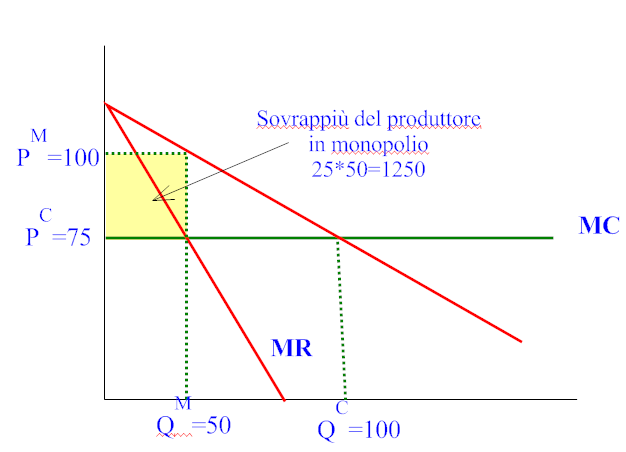 Sovrappiù del produttore
in monopolio
25*50=1250
P^M=100
P^C=75
MC
MR
Q^M=50
Q^C=100